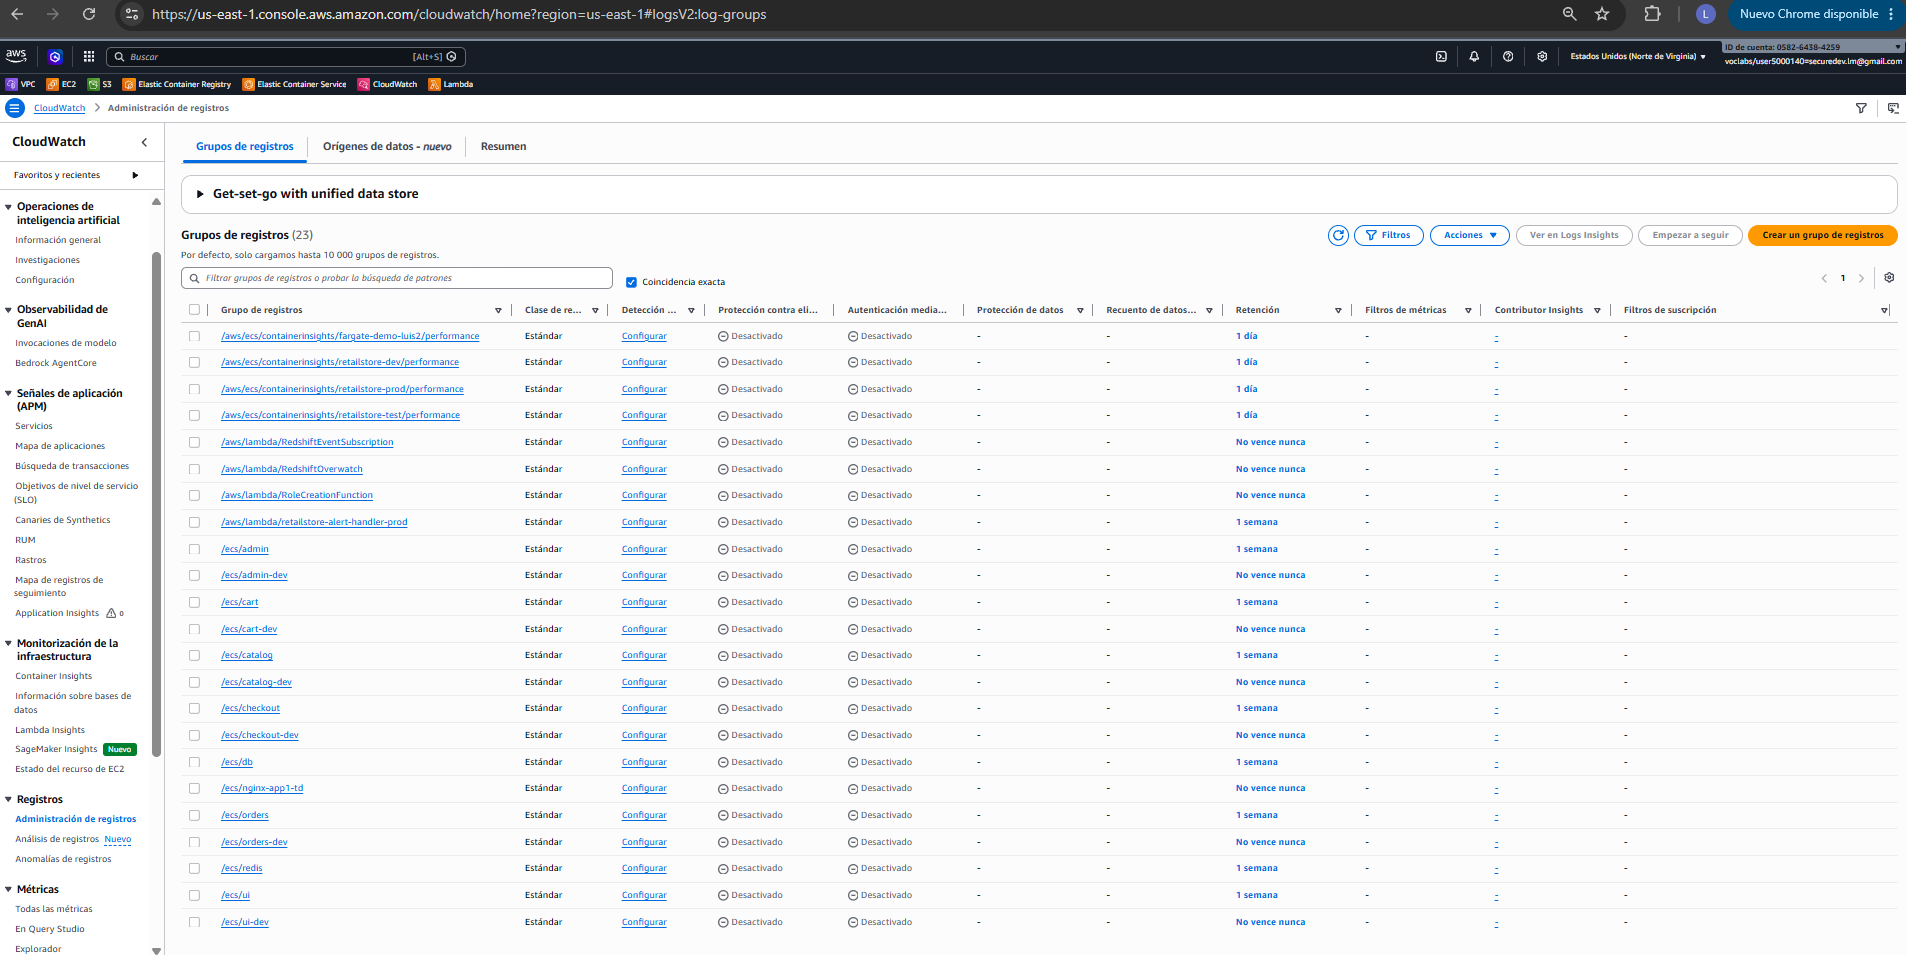 https://us-east-1.console.aws.amazon.com/cloudwatch/home?region=us-east-1#logsV2:log-groups
L
Nuevo Chrome disponible
aws
Buscar
[Alt+S]
Estados Unidos (Norte de Virginia)
ID de cuenta: 0582-6438-4259
voclabs/user5000140=securedev.lm@gmail.com
VPC EC2 S3 Elastic Container Registry Elastic Container Service CloudWatch Lambda
CloudWatch > Administración de registros
CloudWatch
Favoritos y recientes
Operaciones de
inteligencia artificial
Información general
Investigaciones
Configuración
Observabilidad de
GenAI
Invocaciones de modelo
Bedrock AgentCore
Señales de aplicación
(APM)
Servicios
Mapa de aplicaciones
Búsqueda de transacciones
Objetivos de nivel de servicio
(SLO)
Canaries de Synthetics
RUM
Rastros
Mapa de registros de
seguimiento
Application Insights 0
Monitorización de la
infraestructura
Container Insights
Información sobre bases de
datos
Lambda Insights
SageMaker Insights Nuevo
Estado del recurso de EC2
Registros
Administración de registros
Análisis de registros Nuevo
Anomalías de registros
Métricas
Todas las métricas
En Query Studio
Explorador
Grupos de registros
Orígenes de datos - nuevo
Resumen
Get-set-go with unified data store
Grupos de registros (23)
Por defecto, solo cargamos hasta 10 000 grupos de registros.
Filtros
Acciones
Ver en Logs Insights
Empezar a seguir
Crear un grupo de registros
Filtrar grupos de registros o probar la búsqueda de patrones
Coincidencia exacta
1
Grupo de registros Clase de re... Detección ... Protección contra eli... Autenticación media... Protección de datos Recuento de datos... Retención Filtros de métricas Contributor Insights Filtros de suscripción
/aws/ecs/containerinsights/fargate-demo-luis2/performance Estándar Configurar Desactivado Desactivado - - 1 día - - -
/aws/ecs/containerinsights/retailstore-dev/performance Estándar Configurar Desactivado Desactivado - - 1 día - - -
/aws/ecs/containerinsights/retailstore-prod/performance Estándar Configurar Desactivado Desactivado - - 1 día - - -
/aws/ecs/containerinsights/retailstore-test/performance Estándar Configurar Desactivado Desactivado - - 1 día - - -
/aws/lambda/RedshiftEventSubscription Estándar Configurar Desactivado Desactivado - - No vence nunca - - -
/aws/lambda/RedshiftOverwatch Estándar Configurar Desactivado Desactivado - - No vence nunca - - -
/aws/lambda/RoleCreationFunction Estándar Configurar Desactivado Desactivado - - No vence nunca - - -
/aws/lambda/retailstore-alert-handler-prod Estándar Configurar Desactivado Desactivado - - 1 semana - - -
/ecs/admin Estándar Configurar Desactivado Desactivado - - 1 semana - - -
/ecs/admin-dev Estándar Configurar Desactivado Desactivado - - No vence nunca - - -
/ecs/cart Estándar Configurar Desactivado Desactivado - - 1 semana - - -
/ecs/cart-dev Estándar Configurar Desactivado Desactivado - - No vence nunca - - -
/ecs/catalog Estándar Configurar Desactivado Desactivado - - 1 semana - - -
/ecs/catalog-dev Estándar Configurar Desactivado Desactivado - - No vence nunca - - -
/ecs/checkout Estándar Configurar Desactivado Desactivado - - 1 semana - - -
/ecs/checkout-dev Estándar Configurar Desactivado Desactivado - - No vence nunca - - -
/ecs/db Estándar Configurar Desactivado Desactivado - - 1 semana - - -
/ecs/nginx-app1-td Estándar Configurar Desactivado Desactivado - - No vence nunca - - -
/ecs/orders Estándar Configurar Desactivado Desactivado - - 1 semana - - -
/ecs/orders-dev Estándar Configurar Desactivado Desactivado - - No vence nunca - - -
/ecs/redis Estándar Configurar Desactivado Desactivado - - 1 semana - - -
/ecs/ui Estándar Configurar Desactivado Desactivado - - 1 semana - - -
/ecs/ui-dev Estándar Configurar Desactivado Desactivado - - No vence nunca - - -